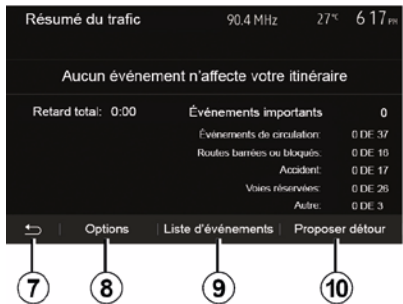 Résumé du trafic 90.4 MHz 27°C 6 17 PM
Aucun événement n'affecte votre itinéraire
Retard total: 0:00 Événements importants 0
Événements de circulation: 0 DE 37
Routes barrées ou bloqués: 0 DE 16
Accident: 0 DE 17
Voies réservées: 0 DE 26
Autre: 0 DE 3
Options Liste d'événements Proposer détour
7 8 9 10